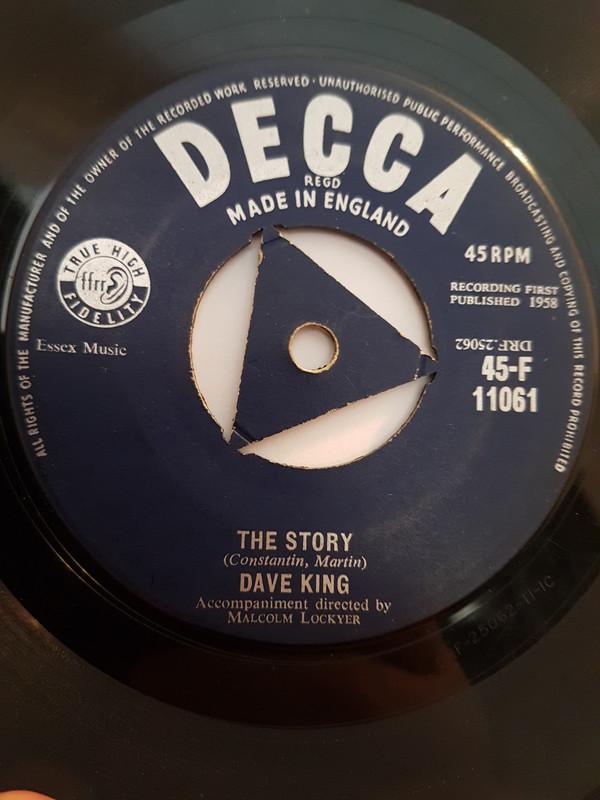 ALL RIGHTS OF THE MANUFACTURER AND OF THE OWNER OF THE RECORDED WORK RESERVED · UNAUTHORISED PUBLIC PERFORMANCE BROADCASTING AND COPYING OF THIS RECORD PROHIBITED
DECCA
REGD
MADE IN ENGLAND
TRUE HIGH
ffrr
FIDELITY
45 RPM
RECORDING FIRST
PUBLISHED 1958
Essex Music
DRF.25062
45-F
11061
THE STORY
(Constantin, Martin)
DAVE KING
Accompaniment directed by
MALCOLM LOCKYER